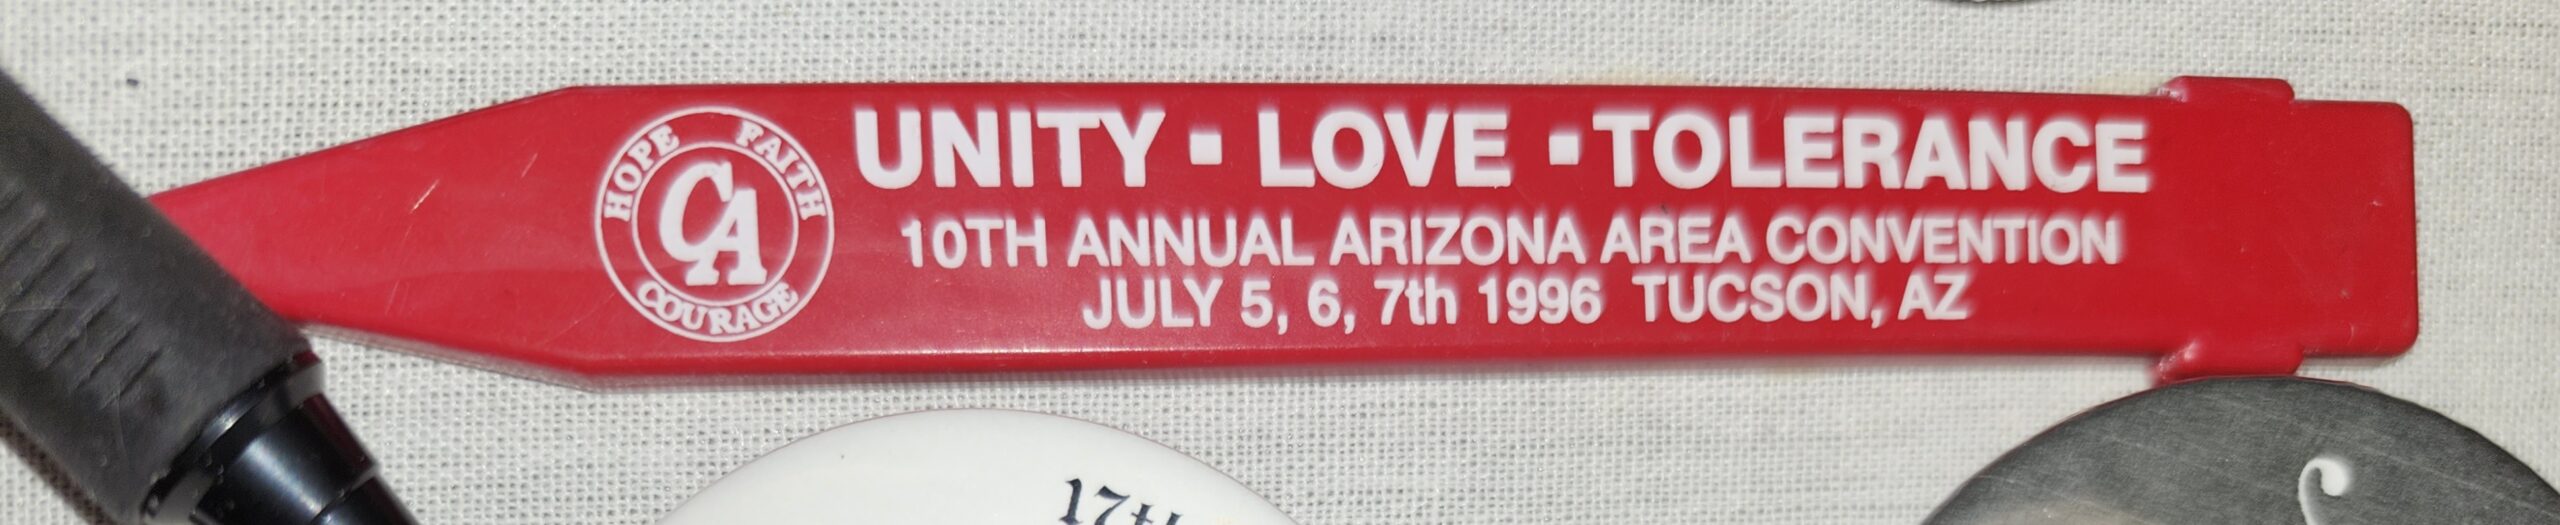 HOPE FAITH
CA
COURAGE
UNITY ▪ LOVE ▪ TOLERANCE
10TH ANNUAL ARIZONA AREA CONVENTION
JULY 5, 6, 7th 1996 TUCSON, AZ
17th